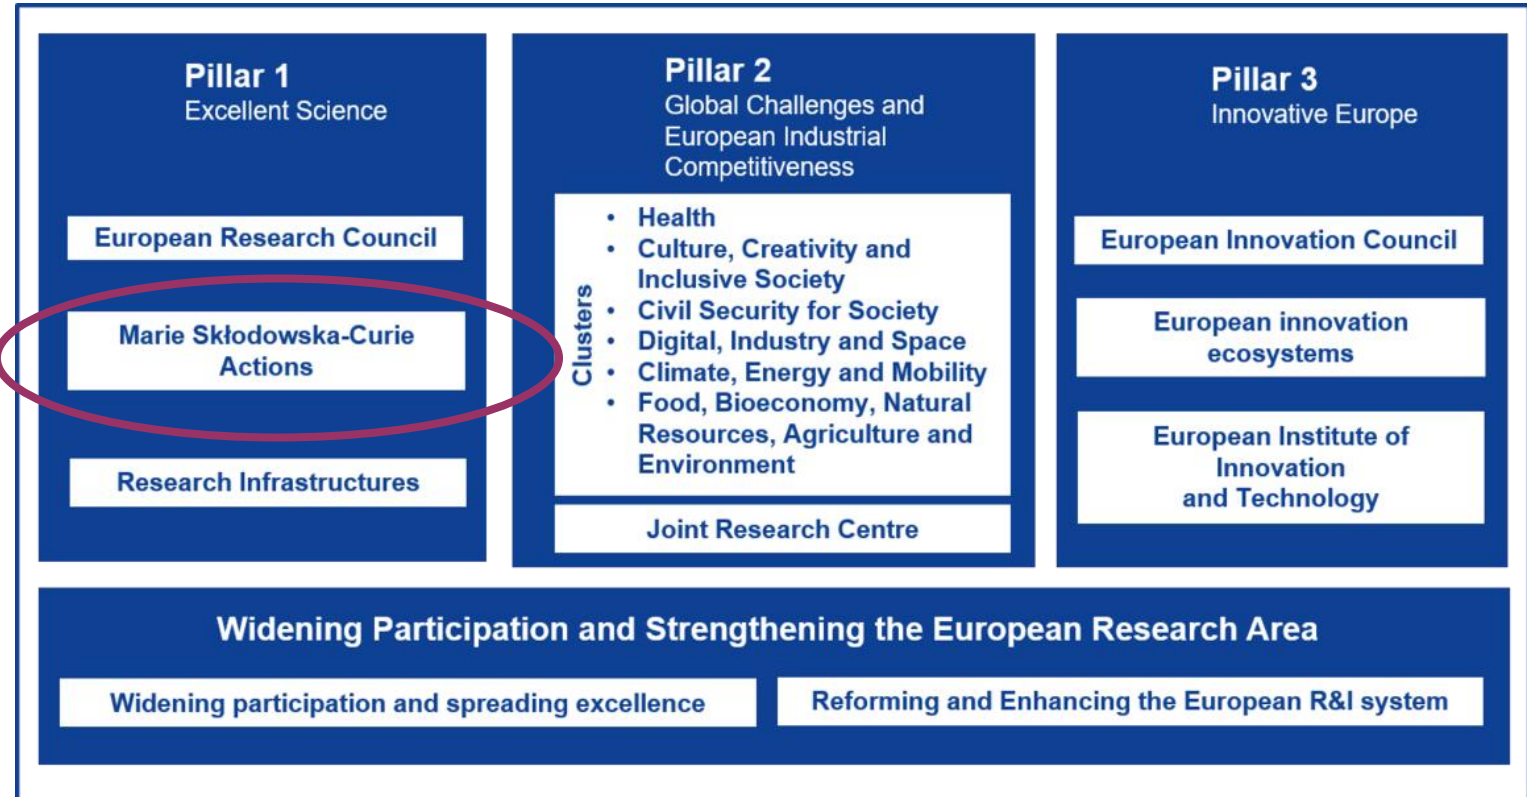 Pillar 1
Excellent Science
European Research Council
Marie Skłodowska-Curie
Actions
Research Infrastructures
Pillar 2
Global Challenges and
European Industrial
Competitiveness
Clusters
• Health
• Culture, Creativity and
Inclusive Society
• Civil Security for Society
• Digital, Industry and Space
• Climate, Energy and Mobility
• Food, Bioeconomy, Natural
Resources, Agriculture and
Environment
Joint Research Centre
Pillar 3
Innovative Europe
European Innovation Council
European innovation
ecosystems
European Institute of
Innovation
and Technology
Widening Participation and Strengthening the European Research Area
Widening participation and spreading excellence
Reforming and Enhancing the European R&I system